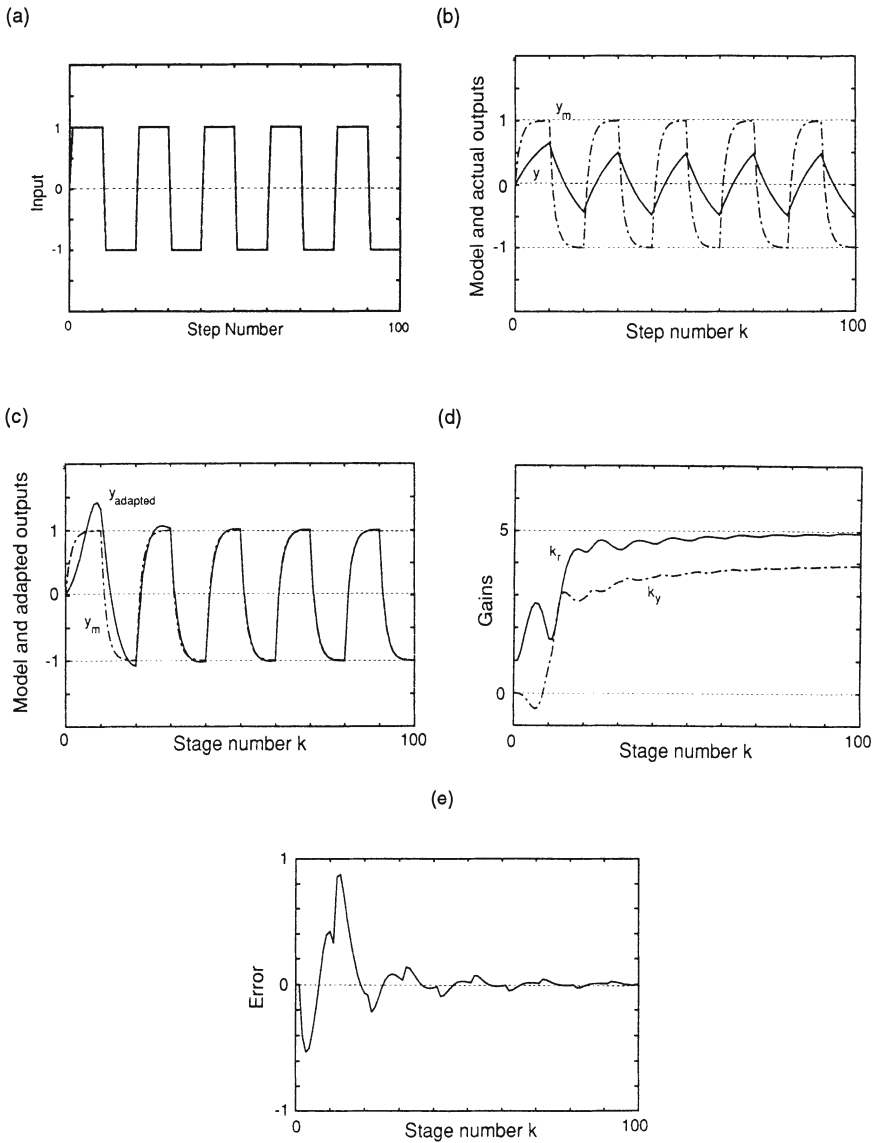 (a)
1
0
-1
Input
0
100
Step Number
(b)
1
0
-1
Model and actual outputs
ym
y
0
100
Step number k
(c)
1
0
-1
Model and adapted outputs
yadapted
ym
0
100
Stage number k
(d)
5
0
Gains
kr
ky
0
100
Stage number k
(e)
1
0
-1
Error
0
100
Stage number k